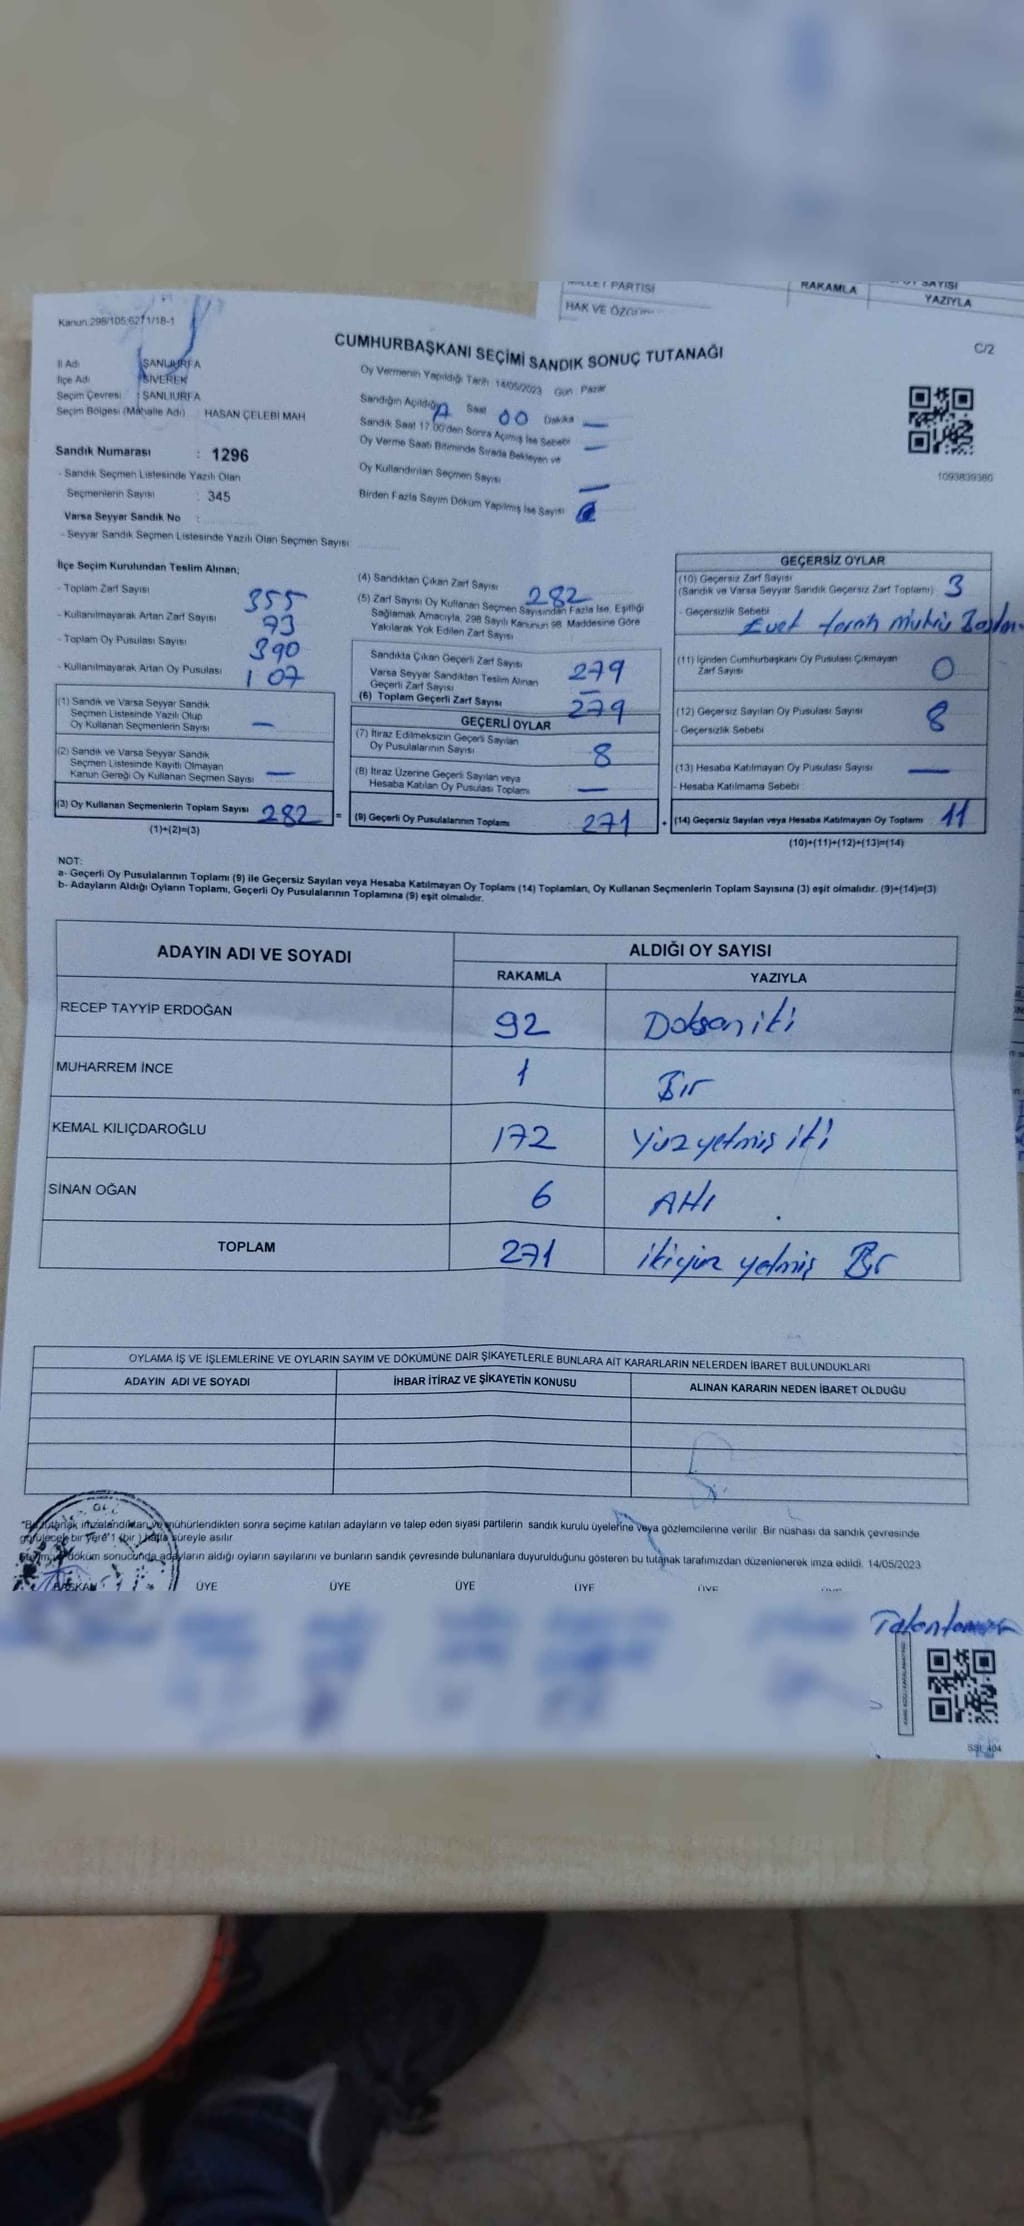 MİLLET PARTİSİ
RAKAMLA
OY SAYISI
YAZIYLA
HAK VE
Kanun:298/105:6271/18-1
CUMHURBAŞKANI SEÇİMİ SANDIK SONUÇ TUTANAĞI
C/2
İl Adı : ŞANLIURFA
İlçe Adı : SİVEREK
Seçim Çevresi : ŞANLIURFA
Seçim Bölgesi (Mahalle Adı) : HASAN ÇELEBİ MAH
Oy Vermenin Yapıldığı Tarih 14/05/2023 Gün : Pazar
Sandığın Açıldığı Saat 00 Dakika —
Sandık Saat 17.00'den Sonra Açılmış İse Sebebi —
Oy Verme Saati Bitiminde Sırada Bekleyen ve
Oy Kullandırılan Seçmen Sayısı —
Birden Fazla Sayım Döküm Yapılmış İse Sayısı
1093839380
Sandık Numarası : 1296
- Sandık Seçmen Listesinde Yazılı Olan
Seçmenlerin Sayısı : 345
Varsa Seyyar Sandık No :
- Seyyar Sandık Seçmen Listesinde Yazılı Olan Seçmen Sayısı
İlçe Seçim Kurulundan Teslim Alınan;
- Toplam Zarf Sayısı 355
- Kullanılmayarak Artan Zarf Sayısı 73
- Toplam Oy Pusulası Sayısı 390
- Kullanılmayarak Artan Oy Pusulası 107
(1) Sandık ve Varsa Seyyar Sandık
Seçmen Listesinde Yazılı Olup
Oy Kullanan Seçmenlerin Sayısı —
(2) Sandık ve Varsa Seyyar Sandık
Seçmen Listesinde Kayıtlı Olmayan
Kanun Gereği Oy Kullanan Seçmen Sayısı —
(3) Oy Kullanan Seçmenlerin Toplam Sayısı 282
(1)+(2)=(3)
(4) Sandıktan Çıkan Zarf Sayısı 282
(5) Zarf Sayısı Oy Kullanan Seçmen Sayısından Fazla İse, Eşitliği
Sağlamak Amacıyla, 298 Sayılı Kanunun 98. Maddesine Göre
Yakılarak Yok Edilen Zarf Sayısı
Sandıkta Çıkan Geçerli Zarf Sayısı 279
Varsa Seyyar Sandıktan Teslim Alınan
Geçerli Zarf Sayısı —
(6) Toplam Geçerli Zarf Sayısı 279
GEÇERLİ OYLAR
(7) İtiraz Edilmeksizin Geçerli Sayılan
Oy Pusulalarının Sayısı 8
(8) İtiraz Üzerine Geçerli Sayılan veya
Hesaba Katılan Oy Pusulası Toplamı —
= (9) Geçerli Oy Pusulalarının Toplamı 271
GEÇERSİZ OYLAR
(10) Geçersiz Zarf Sayısı
(Sandık ve Varsa Seyyar Sandık Geçersiz Zarf Toplamı) 3
- Geçersizlik Sebebi
Evet
(11) İçinden Cumhurbaşkanı Oy Pusulası Çıkmayan
Zarf Sayısı 0
(12) Geçersiz Sayılan Oy Pusulası Sayısı 8
- Geçersizlik Sebebi
(13) Hesaba Katılmayan Oy Pusulası Sayısı —
- Hesaba Katılmama Sebebi
+ (14) Geçersiz Sayılan veya Hesaba Katılmayan Oy Toplamı 11
(10)+(11)+(12)+(13)=(14)
NOT:
a- Geçerli Oy Pusulalarının Toplamı (9) ile Geçersiz Sayılan veya Hesaba Katılmayan Oy Toplamı (14) Toplamları, Oy Kullanan Seçmenlerin Toplam Sayısına (3) eşit olmalıdır. (9)+(14)=(3)
b- Adayların Aldığı Oyların Toplamı, Geçerli Oy Pusulalarının Toplamına (9) eşit olmalıdır.
ADAYIN ADI VE SOYADI
ALDIĞI OY SAYISI
RAKAMLA YAZIYLA
RECEP TAYYİP ERDOĞAN 92 Doksan iki
MUHARREM İNCE 1 Bir
KEMAL KILIÇDAROĞLU 172 Yüz yetmiş iki
SİNAN OĞAN 6 Altı
TOPLAM 271 ikiyüz yetmiş Bir
OYLAMA İŞ VE İŞLEMLERİNE VE OYLARIN SAYIM VE DÖKÜMÜNE DAİR ŞİKAYETLERLE BUNLARA AİT KARARLARIN NELERDEN İBARET BULUNDUKLARI
ADAYIN ADI VE SOYADI İHBAR İTİRAZ VE ŞİKAYETİN KONUSU ALINAN KARARIN NEDEN İBARET OLDUĞU
"Bu tutanak imzalandıktan ve mühürlendikten sonra seçime katılan adayların ve talep eden siyasi partilerin sandık kurulu üyelerine veya gözlemcilerine verilir. Bir nüshası da sandık çevresinde
görülecek bir yere 1 (bir) hafta süreyle asılır.
Sayım ve döküm sonucunda adayların aldığı oyların sayılarını ve bunların sandık çevresinde bulunanlara duyurulduğunu gösteren bu tutanak tarafımızdan düzenlenerek imza edildi. 14/05/2023
BAŞKAN ÜYE ÜYE ÜYE ÜYE ÜYE
SSI_404